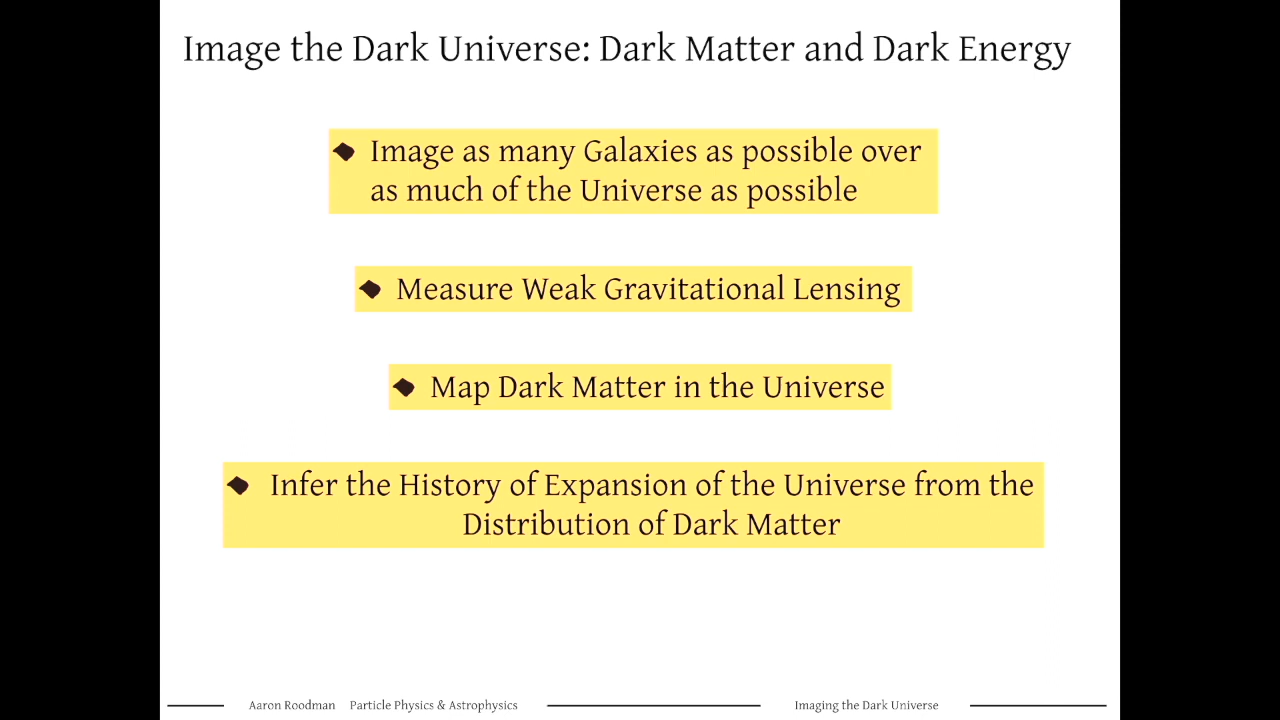 Image the Dark Universe: Dark Matter and Dark Energy
Image as many Galaxies as possible over
as much of the Universe as possible
Measure Weak Gravitational Lensing
Map Dark Matter in the Universe
Infer the History of Expansion of the Universe from the
Distribution of Dark Matter
Aaron Roodman Particle Physics & Astrophysics Imaging the Dark Universe